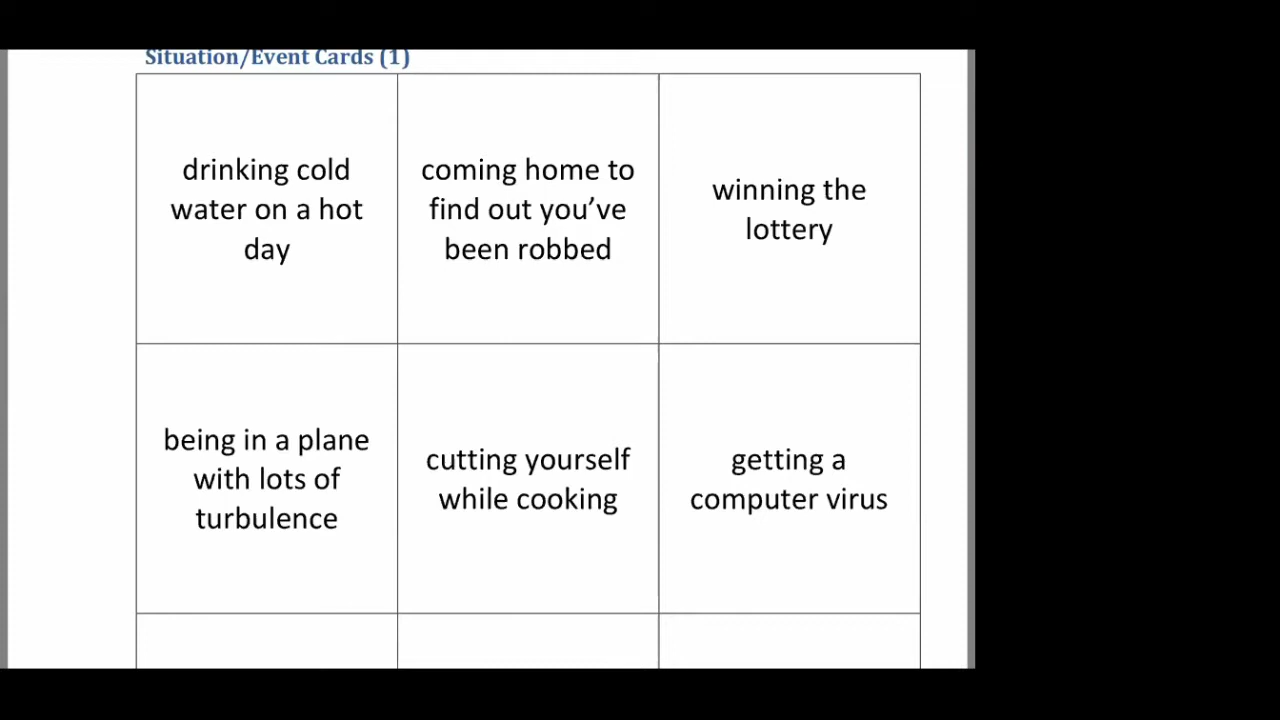 Situation/Event Cards (1)
drinking cold
water on a hot
day
coming home to
find out you’ve
been robbed
winning the
lottery
being in a plane
with lots of
turbulence
cutting yourself
while cooking
getting a
computer virus